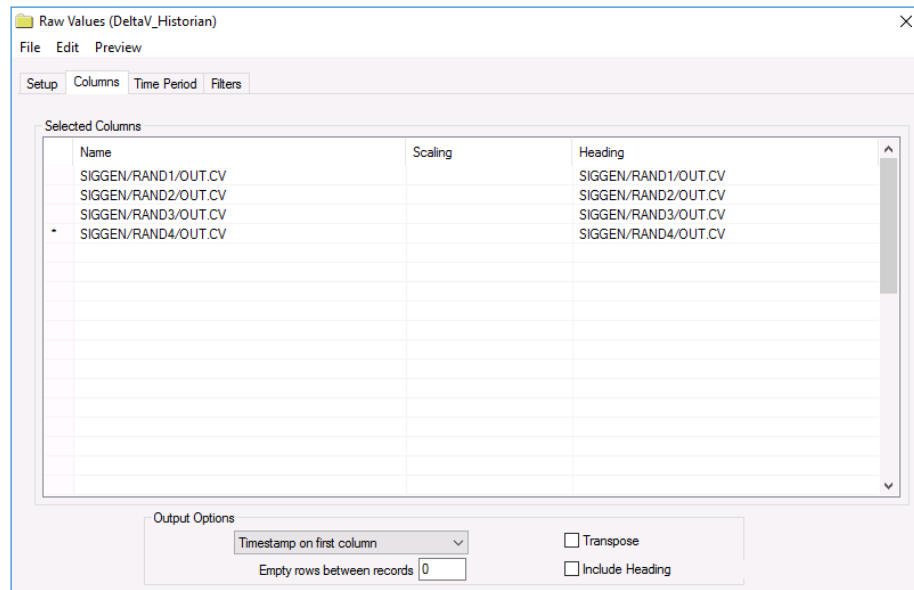 Raw Values (DeltaV_Historian)
File Edit Preview
Setup Columns Time Period Filters
Selected Columns
Name Scaling Heading
SIGGEN/RAND1/OUT.CV SIGGEN/RAND1/OUT.CV
SIGGEN/RAND2/OUT.CV SIGGEN/RAND2/OUT.CV
SIGGEN/RAND3/OUT.CV SIGGEN/RAND3/OUT.CV
* SIGGEN/RAND4/OUT.CV SIGGEN/RAND4/OUT.CV
Output Options
Timestamp on first column Transpose
Empty rows between records 0 Include Heading